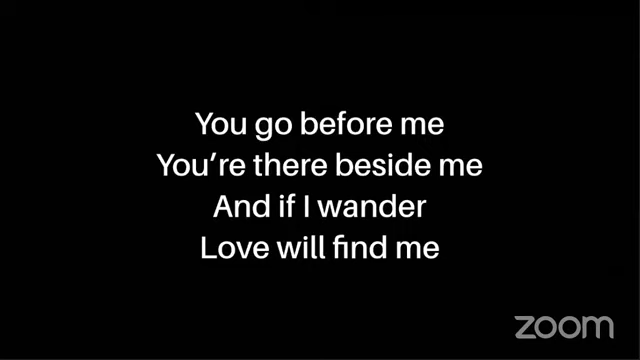 You go before me
You’re there beside me
And if I wander
Love will find me
zoom